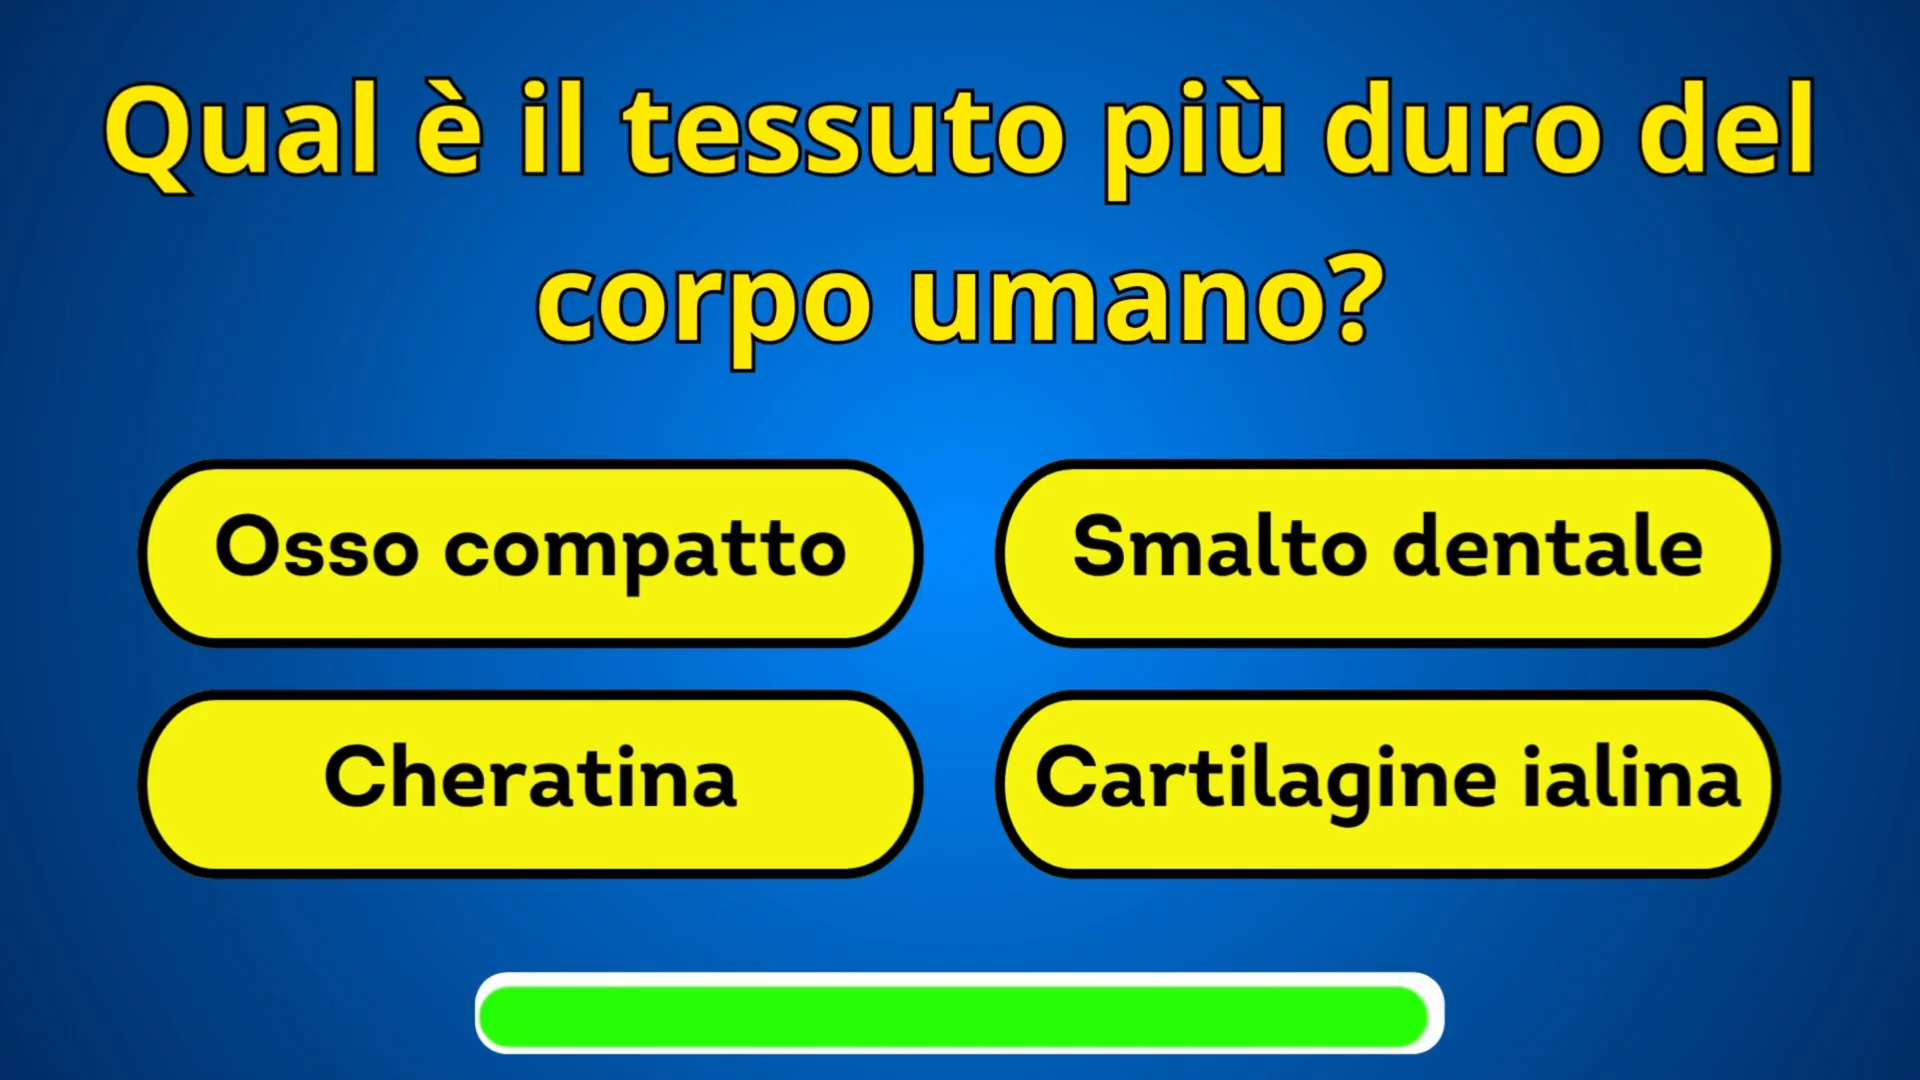 Qual è il tessuto più duro del
corpo umano?
Osso compatto
Smalto dentale
Cheratina
Cartilagine ialina